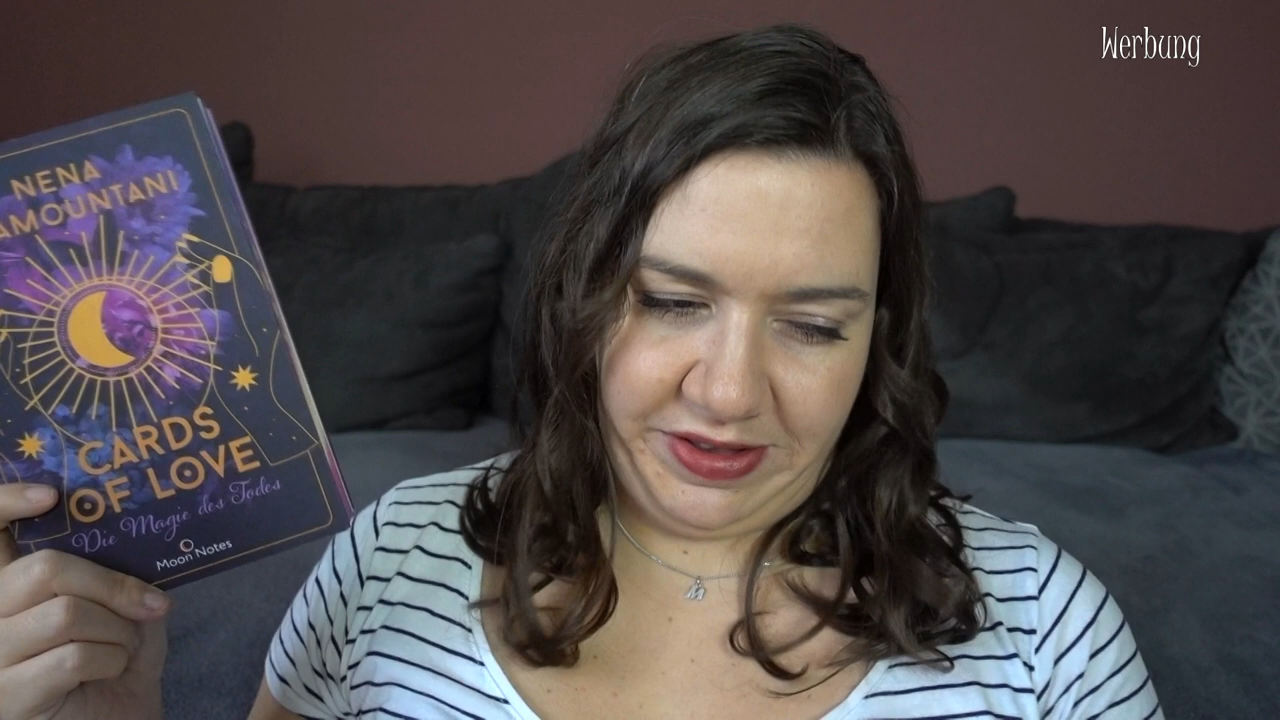 Werbung
NENA
AMOUNTANI
CARDS
OF LOVE
Die Magie des Todes
Moon Notes
M